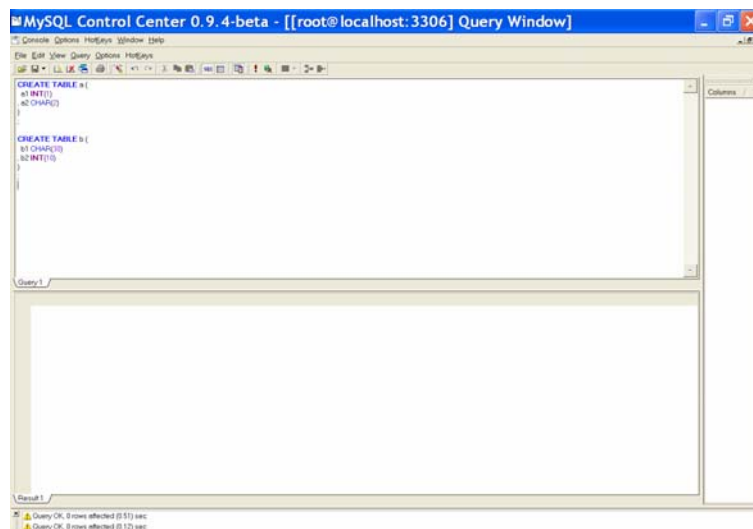 MySQL Control Center 0.9.4-beta - [[root@localhost:3306] Query Window]
Console Options HotKeys Window Help
File Edit View Query Options HotKeys
CREATE TABLE a (
a1 INT(1)
, a2 CHAR(2)
)
;
CREATE TABLE b (
b1 CHAR(10)
, b2 INT(10)
)
Columns
Query 1
Result 1
Query OK, 0 rows affected (0.51) sec
Query OK, 0 rows affected (0.12) sec